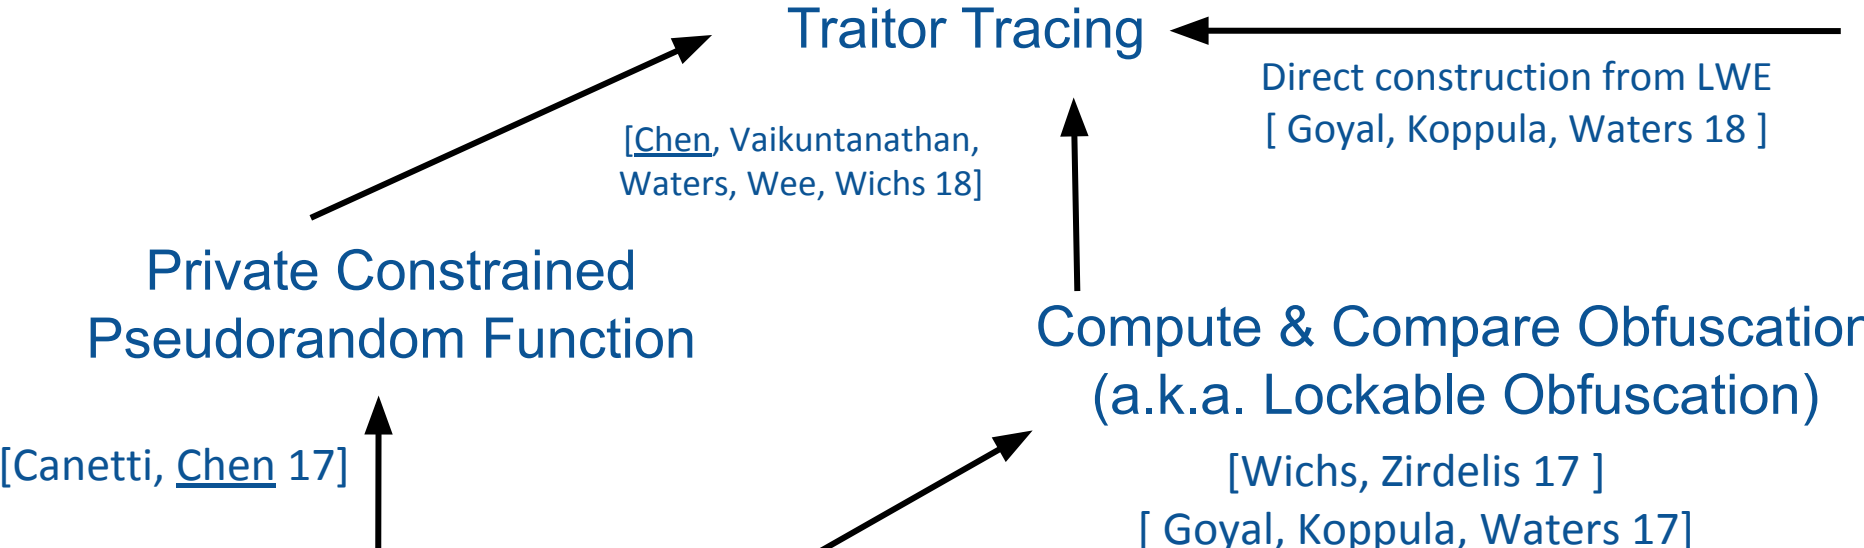 Traitor Tracing
Direct construction from LWE
[ Goyal, Koppula, Waters 18 ]
[Chen, Vaikuntanathan,
Waters, Wee, Wichs 18]
Private Constrained
Pseudorandom Function
Compute & Compare Obfuscation
(a.k.a. Lockable Obfuscation)
[Canetti, Chen 17]
[Wichs, Zirdelis 17 ]
[ Goyal, Koppula, Waters 17]